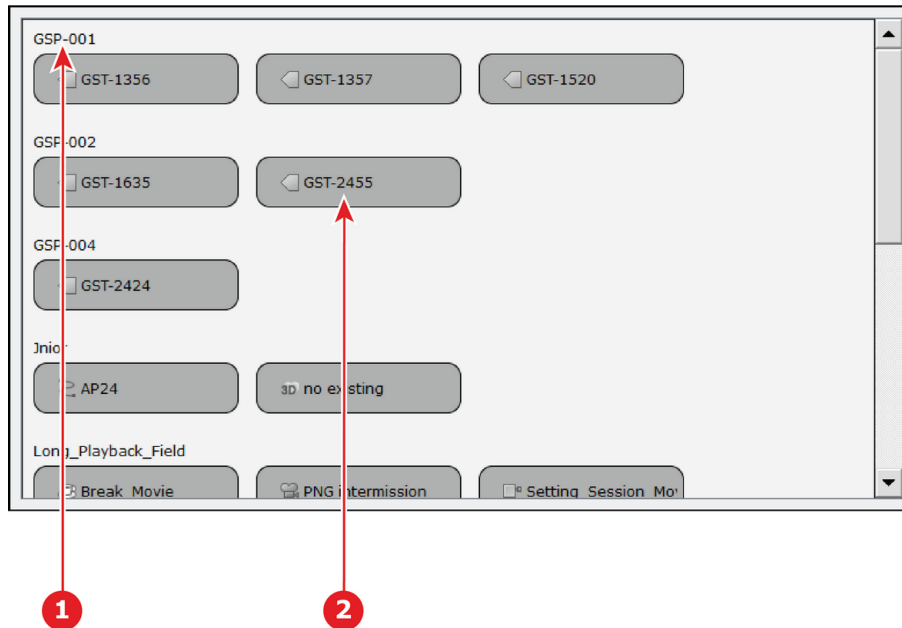 GSP-001
GST-1356 GST-1357 GST-1520
GSP-002
GST-1635 GST-2455
GSP-004
GST-2424
Jnior
AP24 3D no existing
Long_Playback_Field
Break_Movie PNG intermission Setting_Session_Mo
1 2